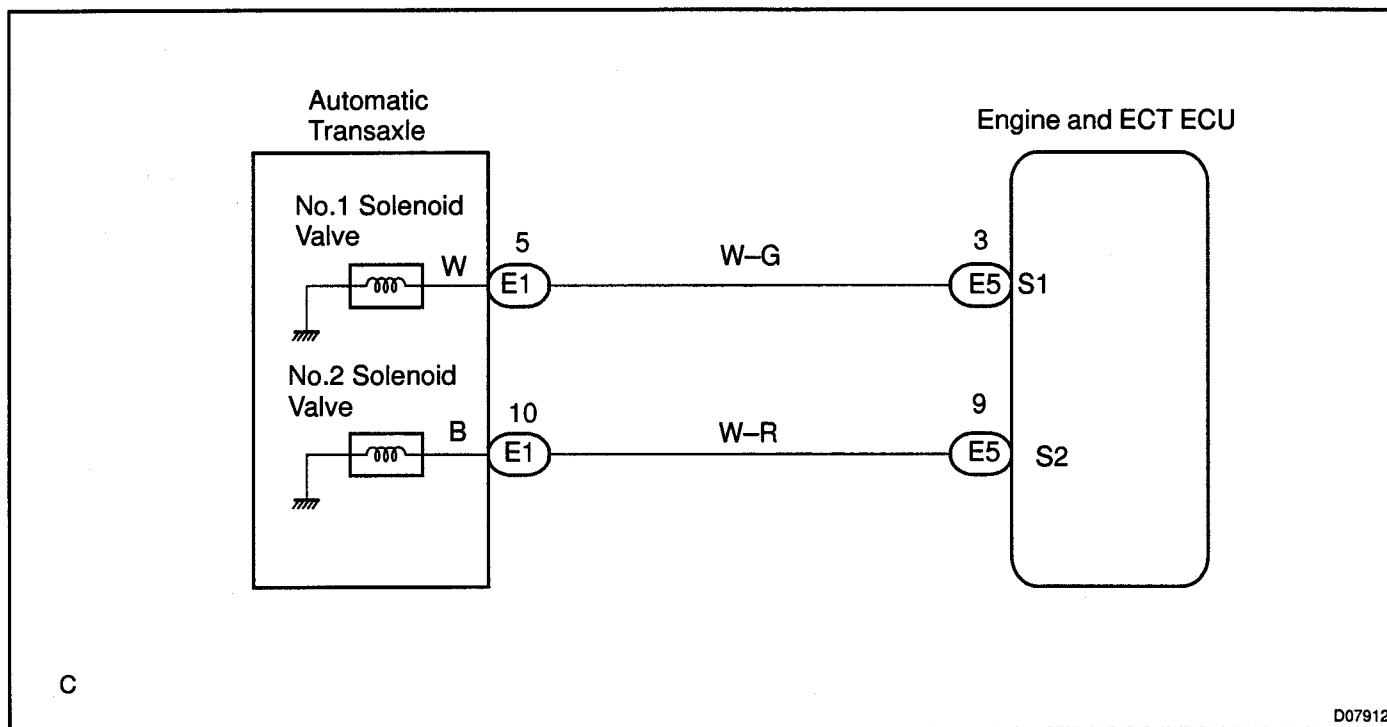 Automatic
Transaxle
Engine and ECT ECU
No.1 Solenoid
Valve
W
5
E1
W–G
3
E5
S1
No.2 Solenoid
Valve
B
10
E1
W–R
9
E5
S2
C
D07912